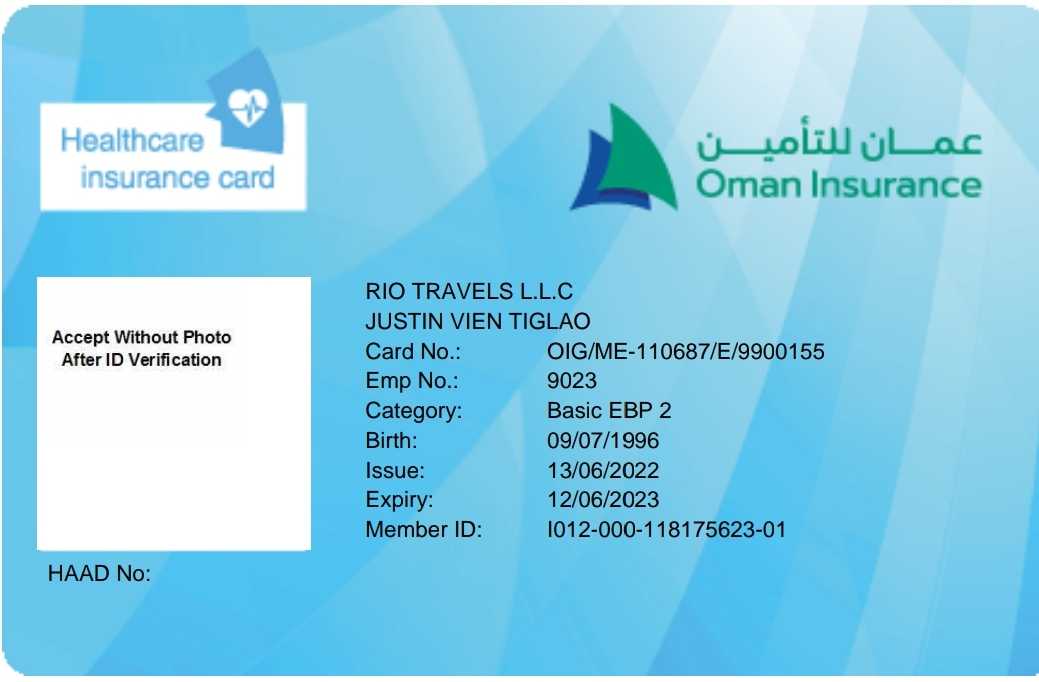 Healthcare
insurance card
عمـــان للتأميـــن
Oman Insurance
Accept Without Photo
After ID Verification
RIO TRAVELS L.L.C
JUSTIN VIEN TIGLAO
Card No.: OIG/ME-110687/E/9900155
Emp No.: 9023
Category: Basic EBP 2
Birth: 09/07/1996
Issue: 13/06/2022
Expiry: 12/06/2023
Member ID: I012-000-118175623-01
HAAD No: